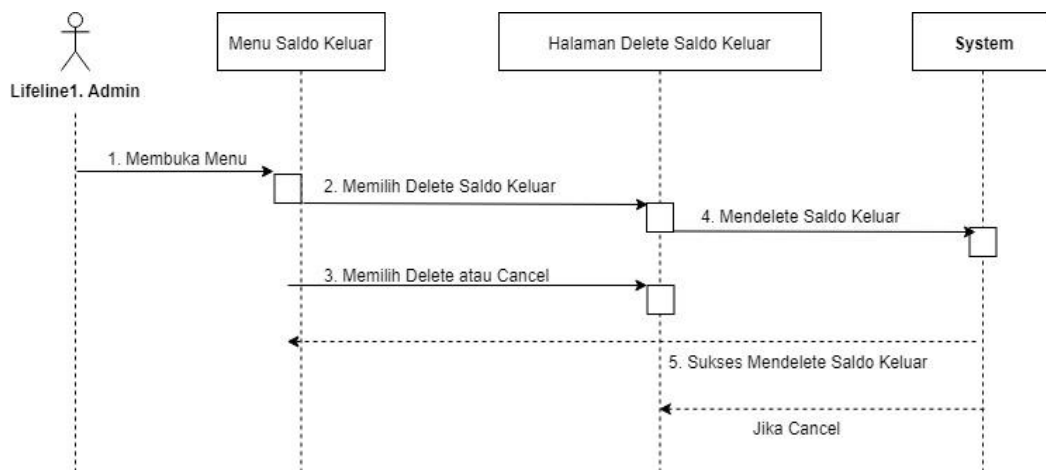 Menu Saldo Keluar
Halaman Delete Saldo Keluar
System
Lifeline1. Admin
1. Membuka Menu
2. Memilih Delete Saldo Keluar
4. Mendelete Saldo Keluar
3. Memilih Delete atau Cancel
5. Sukses Mendelete Saldo Keluar
Jika Cancel